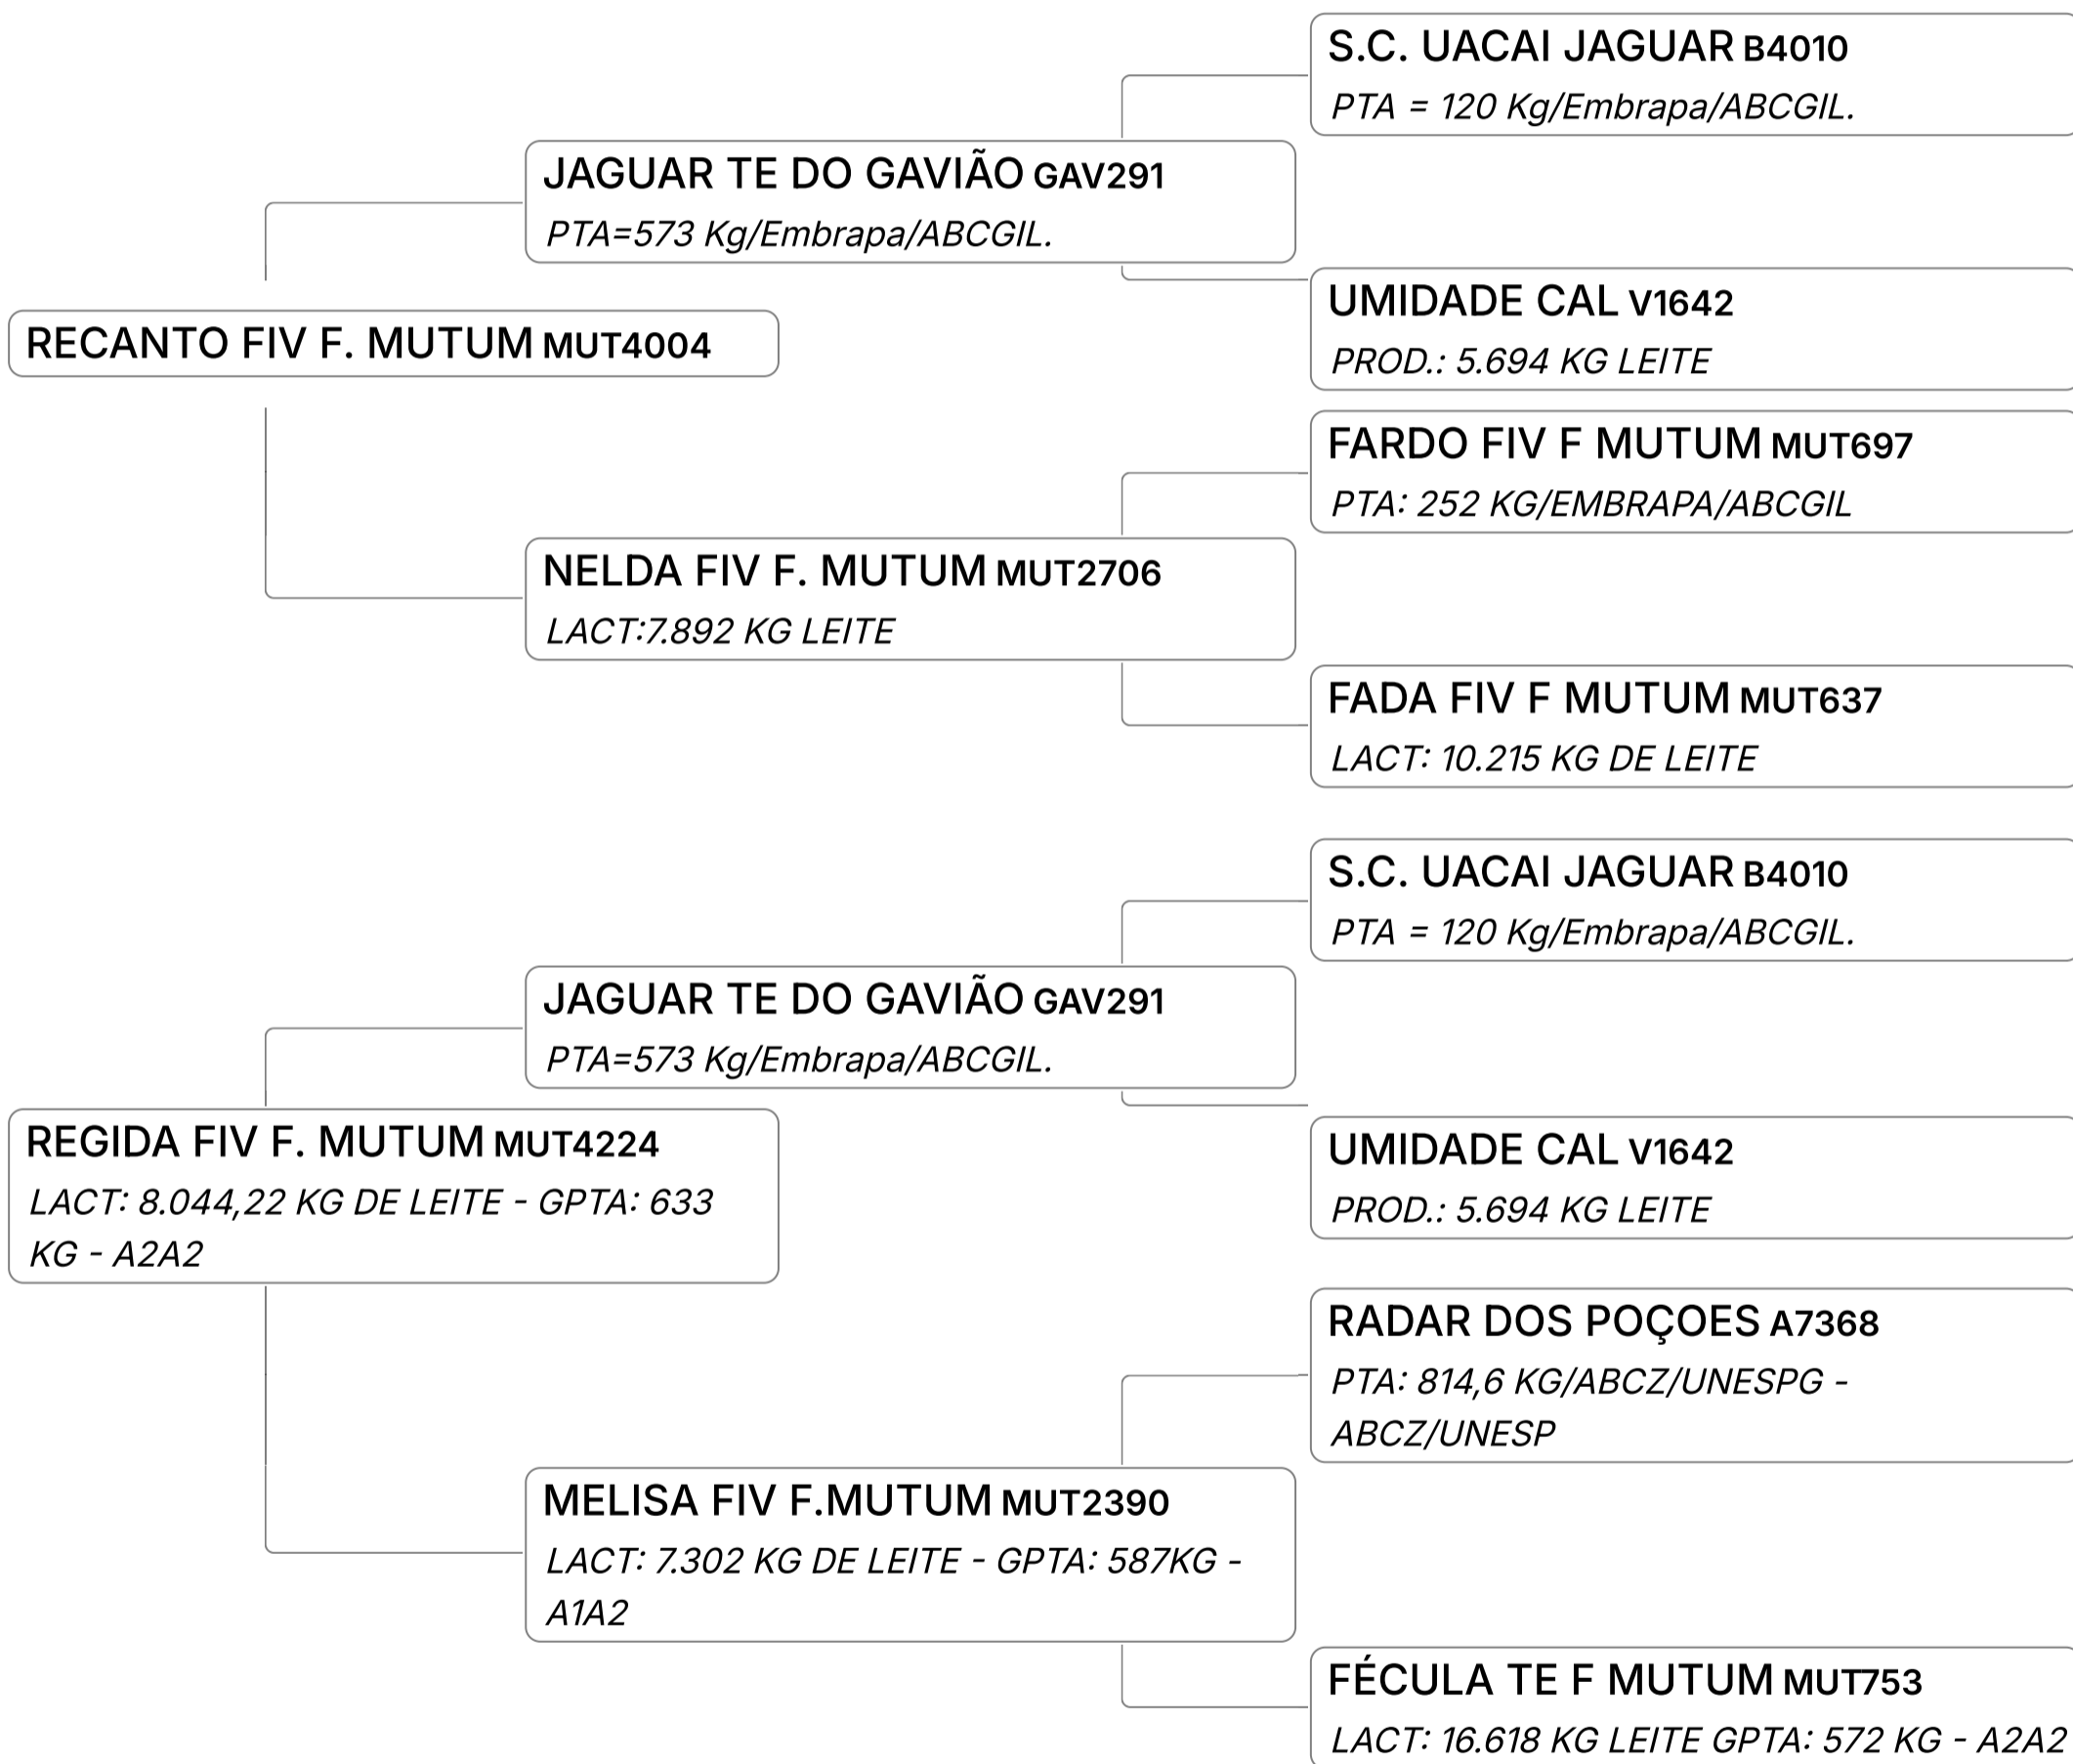 S.C. UACAI JAGUAR B4010
PTA = 120 Kg/Embrapa/ABCGIL.
JAGUAR TE DO GAVIÃO GAV291
PTA=573 Kg/Embrapa/ABCGIL.
UMIDADE CAL V1642
PROD.: 5.694 KG LEITE
RECANTO FIV F. MUTUM MUT4004
FARDO FIV F MUTUM MUT697
PTA: 252 KG/EMBRAPA/ABCGIL
NELDA FIV F. MUTUM MUT2706
LACT:7.892 KG LEITE
FADA FIV F MUTUM MUT637
LACT: 10.215 KG DE LEITE
S.C. UACAI JAGUAR B4010
PTA = 120 Kg/Embrapa/ABCGIL.
JAGUAR TE DO GAVIÃO GAV291
PTA=573 Kg/Embrapa/ABCGIL.
UMIDADE CAL V1642
PROD.: 5.694 KG LEITE
REGIDA FIV F. MUTUM MUT4224
LACT: 8.044,22 KG DE LEITE - GPTA: 633
KG - A2A2
RADAR DOS POÇOES A7368
PTA: 814,6 KG/ABCZ/UNESPG -
ABCZ/UNESP
MELISA FIV F.MUTUM MUT2390
LACT: 7.302 KG DE LEITE - GPTA: 587KG -
A1A2
FÉCULA TE F MUTUM MUT753
LACT: 16.618 KG LEITE GPTA: 572 KG - A2A2